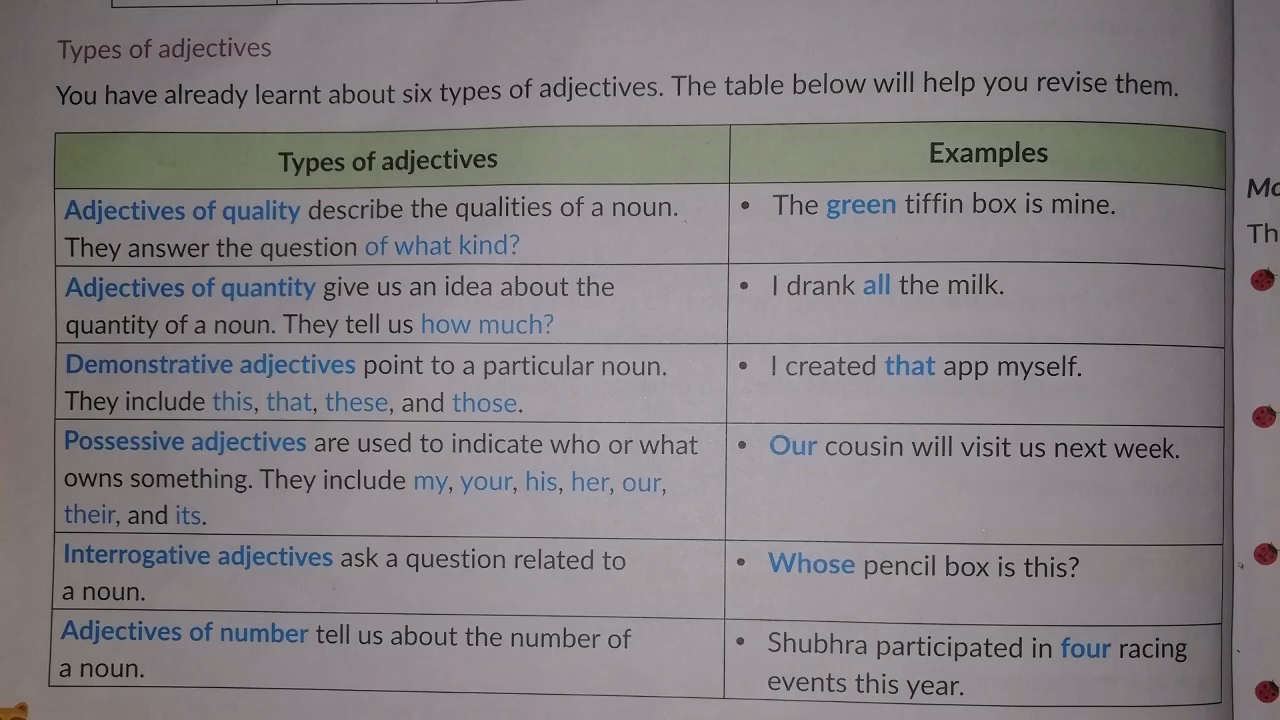 Types of adjectives
You have already learnt about six types of adjectives. The table below will help you revise them.
Types of adjectives
Examples
Adjectives of quality describe the qualities of a noun.
They answer the question of what kind?
• The green tiffin box is mine.
Adjectives of quantity give us an idea about the
quantity of a noun. They tell us how much?
• I drank all the milk.
Demonstrative adjectives point to a particular noun.
They include this, that, these, and those.
• I created that app myself.
Possessive adjectives are used to indicate who or what
owns something. They include my, your, his, her, our,
their, and its.
• Our cousin will visit us next week.
Interrogative adjectives ask a question related to
a noun.
• Whose pencil box is this?
Adjectives of number tell us about the number of
a noun.
• Shubhra participated in four racing
events this year.